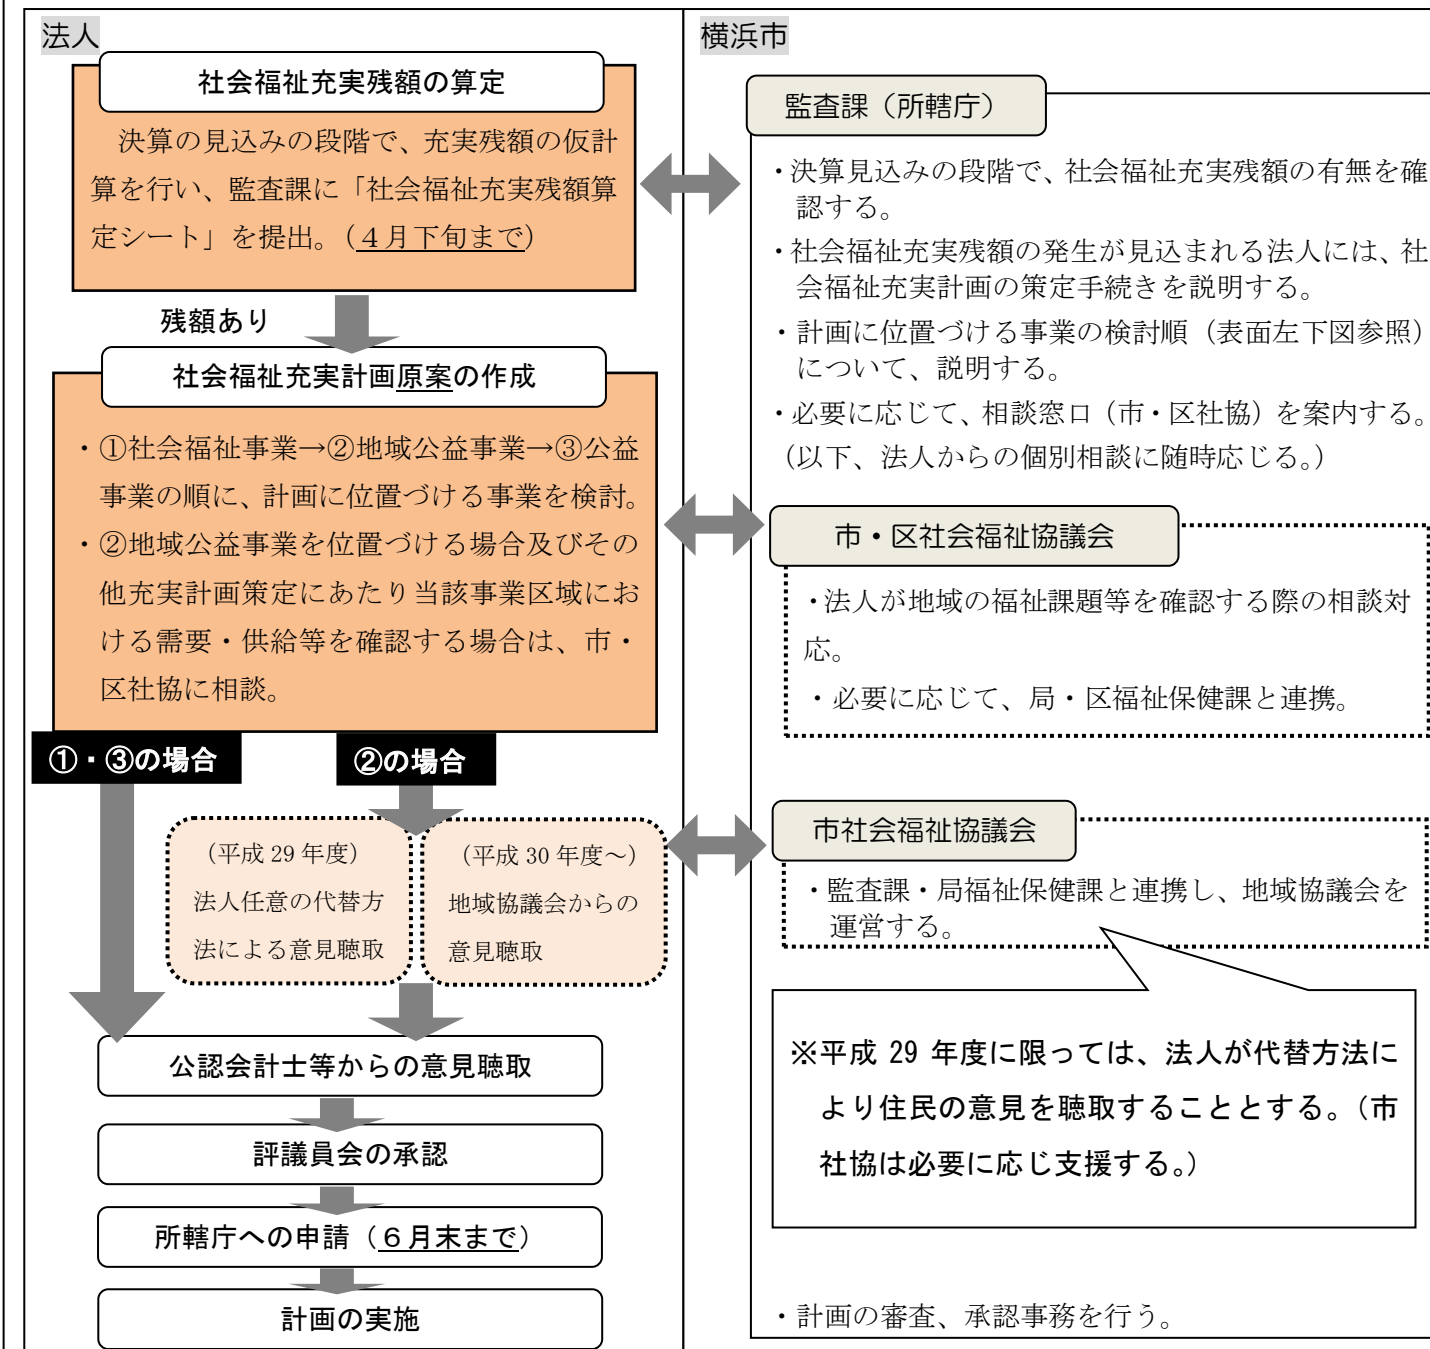 法人
社会福祉充実残額の算定
決算の見込みの段階で、充実残額の仮計
算を行い、監査課に「社会福祉充実残額算
定シート」を提出。（４月下旬まで）
残額あり
社会福祉充実計画原案の作成
・①社会福祉事業→②地域公益事業→③公益
事業の順に、計画に位置づける事業を検討。
・②地域公益事業を位置づける場合及びその
他充実計画策定にあたり当該事業区域にお
ける需要・供給等を確認する場合は、市・
区社協に相談。
①・③の場合
②の場合
（平成 29 年度）
法人任意の代替方
法による意見聴取
（平成 30 年度～）
地域協議会からの
意見聴取
公認会計士等からの意見聴取
評議員会の承認
所轄庁への申請（６月末まで）
計画の実施
横浜市
監査課（所轄庁）
・決算見込みの段階で、社会福祉充実残額の有無を確
認する。
・社会福祉充実残額の発生が見込まれる法人には、社
会福祉充実計画の策定手続きを説明する。
・計画に位置づける事業の検討順（表面左下図参照）
について、説明する。
・必要に応じて、相談窓口（市・区社協）を案内する。
（以下、法人からの個別相談に随時応じる。）
市・区社会福祉協議会
・法人が地域の福祉課題等を確認する際の相談対
応。
・必要に応じて、局・区福祉保健課と連携。
市社会福祉協議会
・監査課・局福祉保健課と連携し、地域協議会を
運営する。
※平成 29 年度に限っては、法人が代替方法に
より住民の意見を聴取することとする。（市
社協は必要に応じ支援する。）
・計画の審査、承認事務を行う。